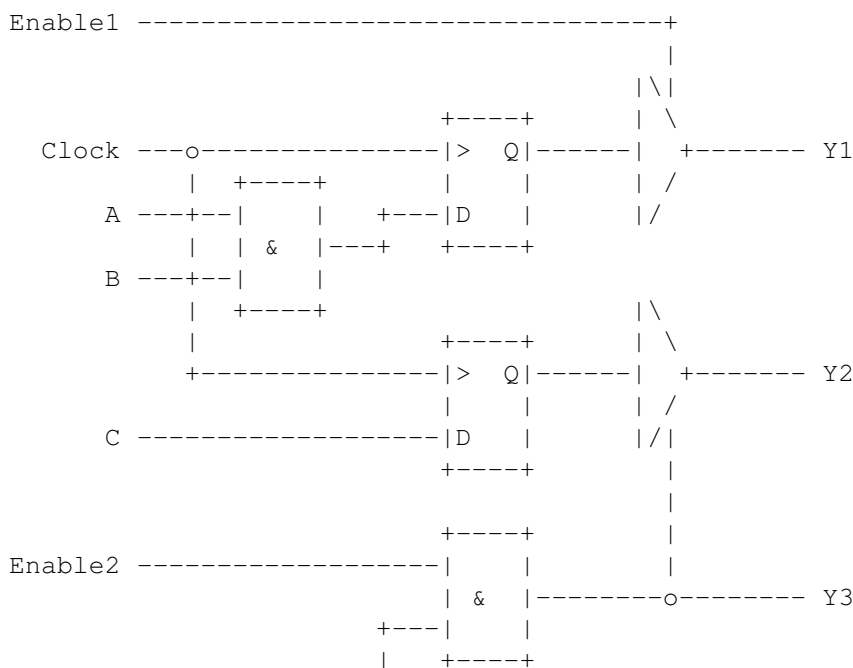 Enable1 ---------------------------------+
|
|\|
+----+ | \
Clock ---o---------------|> Q|------| +------- Y1
| +----+ | | | /
A ---+--| | +---|D | |/
| | & |---+ +----+
B ---+--| |
| +----+ |\
| +----+ | \
+---------------|> Q|------| +------- Y2
| | | /
C -------------------|D | |/|
+----+ |
|
+----+ |
Enable2 -------------------| | |
| & |--------o-------- Y3
+---| |
| +----+